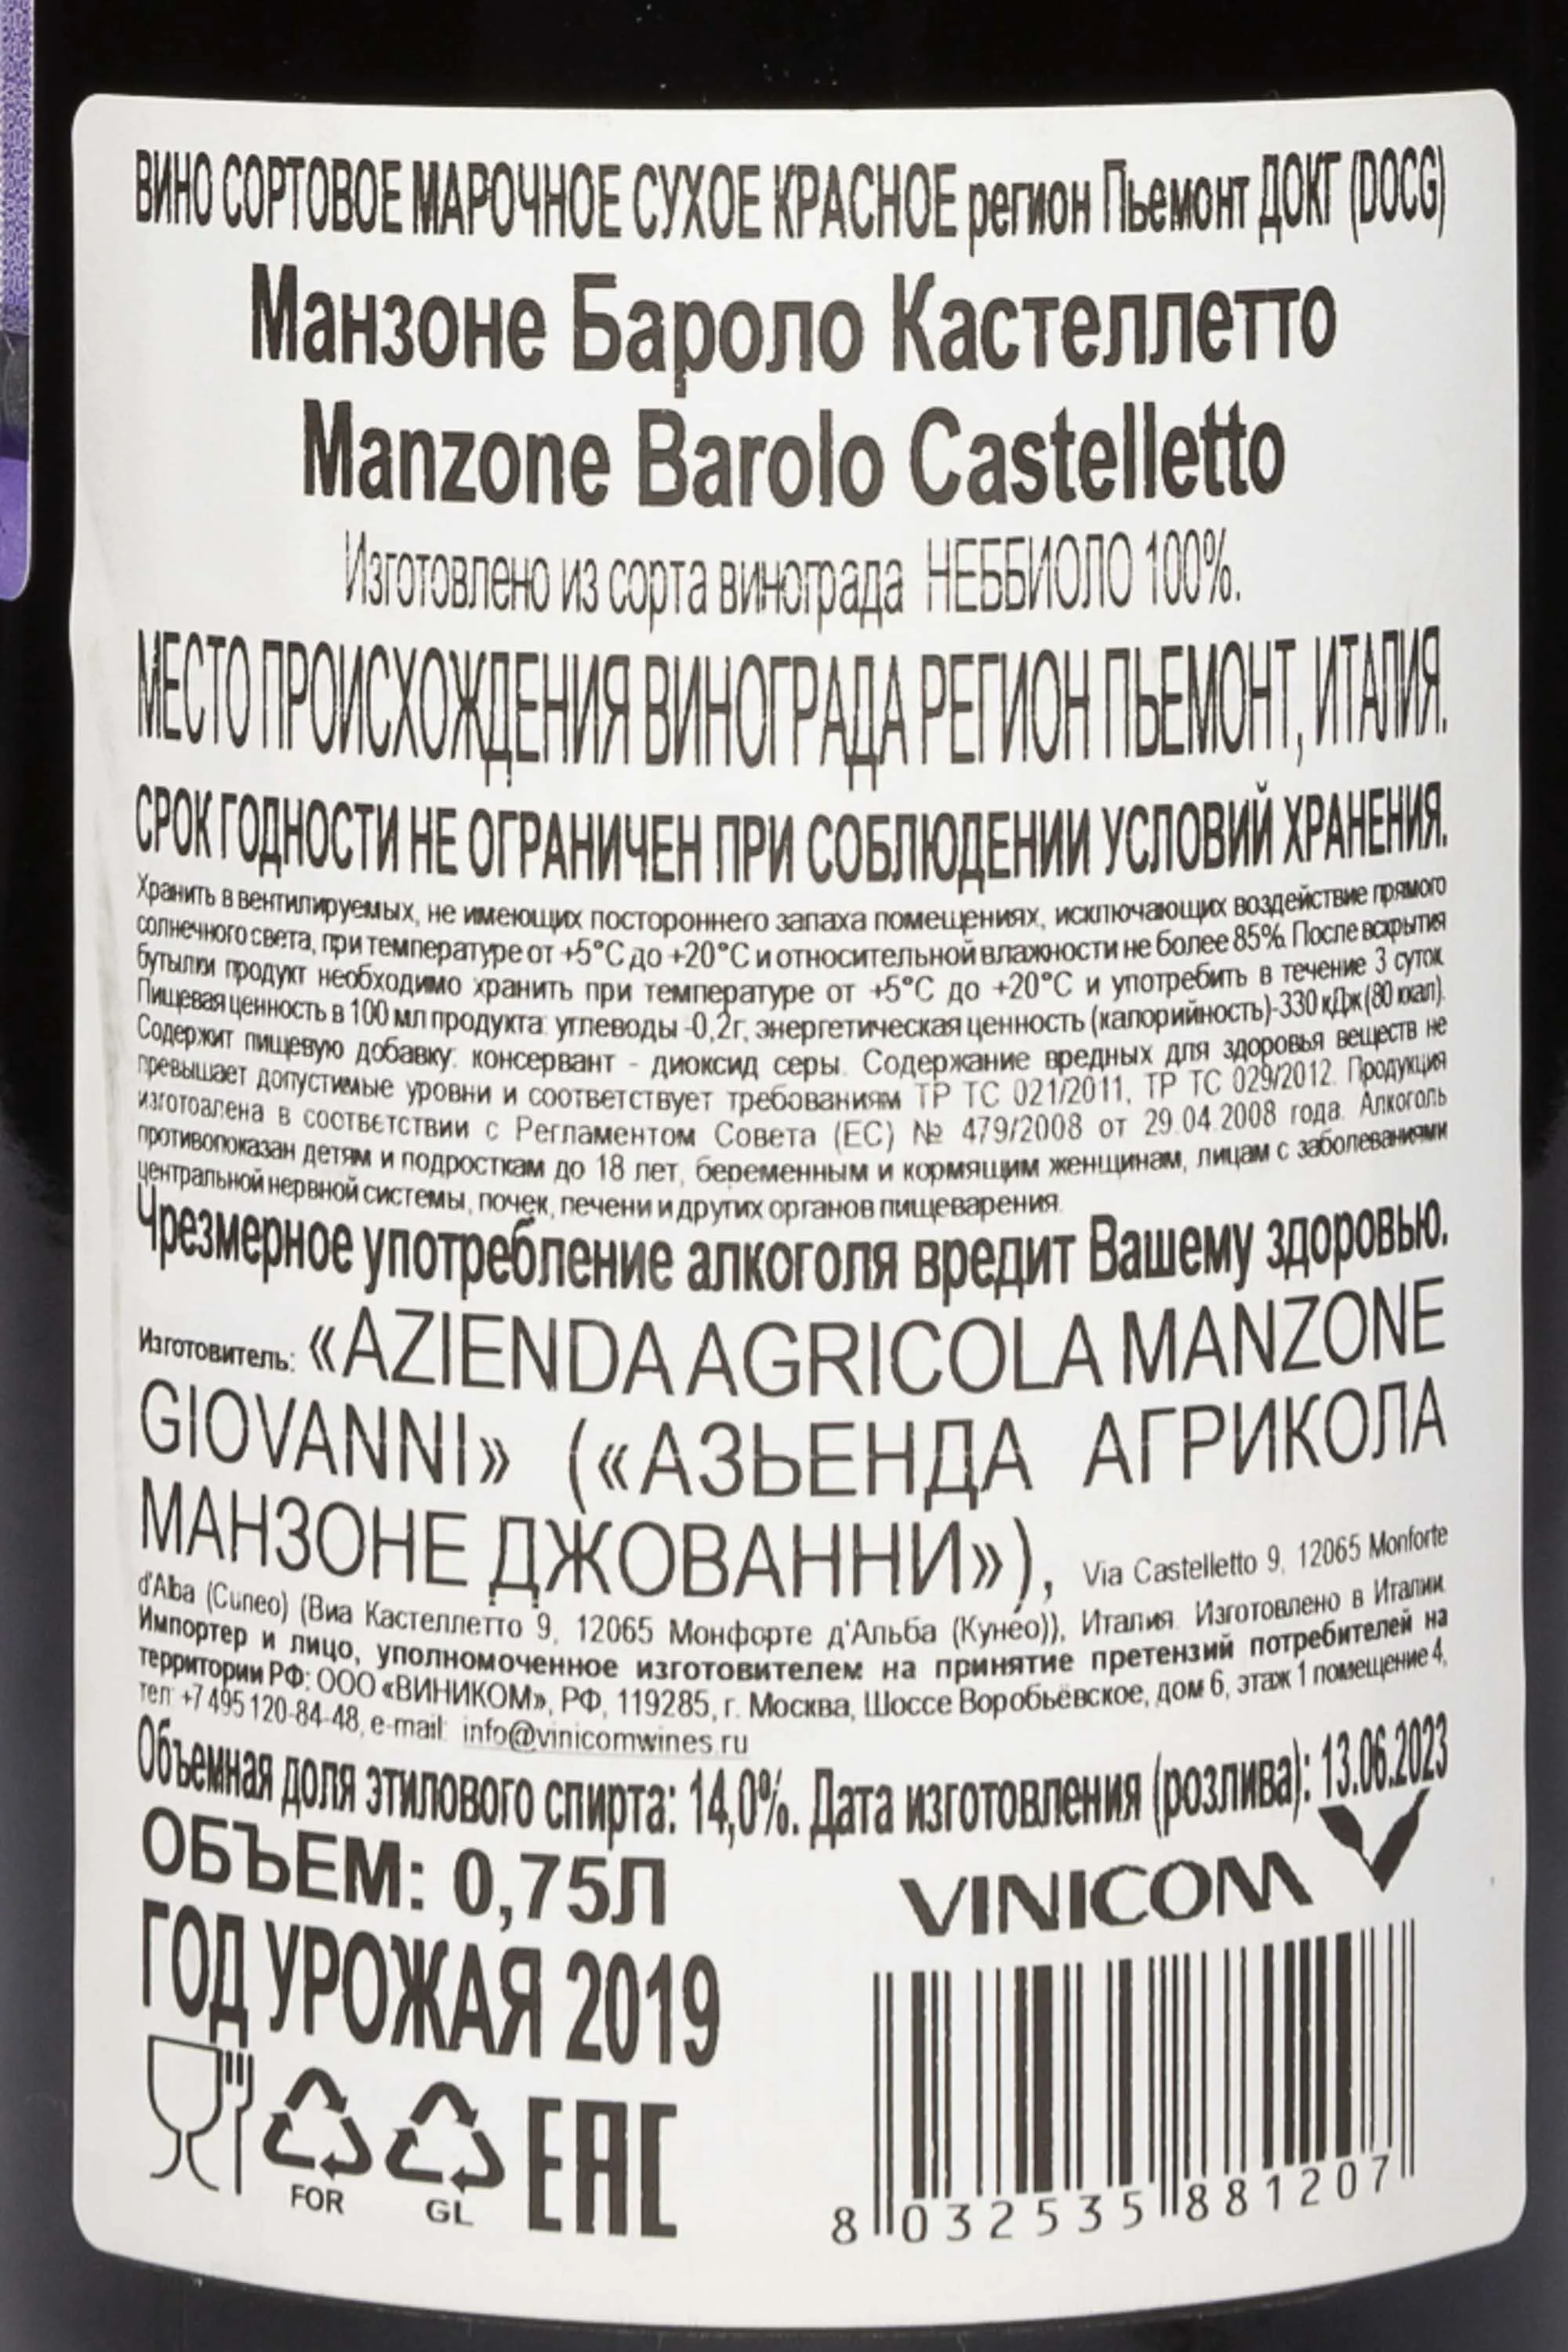 ВИНО СОРТОВОЕ МАРОЧНОЕ СУХОЕ КРАСНОЕ регион Пьемонт ДОКГ (DOCG)
Манзоне Бароло Кастеллетто
Manzone Barolo Castelletto
Изготовлено из сорта винограда НЕББИОЛО 100%.
МЕСТО ПРОИСХОЖДЕНИЯ ВИНОГРАДА РЕГИОН ПЬЕМОНТ, ИТАЛИЯ.
СРОК ГОДНОСТИ НЕ ОГРАНИЧЕН ПРИ СОБЛЮДЕНИИ УСЛОВИЙ ХРАНЕНИЯ.
Хранить в вентилируемых, не имеющих постороннего запаха помещениях, исключающих воздействие прямого
солнечного света, при температуре от +5°С до +20°С и относительной влажности не более 85%. После вскрытия
бутылки продукт необходимо хранить при температуре от +5°С до +20°С и употребить в течение 3 суток.
Пищевая ценность в 100 мл продукта: углеводы -0,2г, энергетическая ценность (калорийность)-330 кДж (80 ккал).
Содержит пищевую добавку: консервант - диоксид серы. Содержание вредных для здоровья веществ не
превышает допустимые уровни и соответствует требованиям ТР ТС 021/2011, ТР ТС 029/2012. Продукция
изготоалена в соответствии с Регламентом Совета (ЕС) № 479/2008 от 29.04.2008 года. Алкоголь
противопоказан детям и подросткам до 18 лет, беременным и кормящим женщинам, лицам с заболеваниями
центральной нервной системы, почек, печени и других органов пищеварения.
Чрезмерное употребление алкоголя вредит Вашему здоровью.
Изготовитель: «AZIENDA AGRICOLA MANZONE
GIOVANNI» («АЗЬЕНДА АГРИКОЛА
МАНЗОНЕ ДЖОВАННИ»), Via Castelletto 9, 12065 Monforte
d'Alba (Cuneo) (Виа Кастеллетто 9, 12065 Монфорте д'Альба (Кунео)), Италия. Изготовлено в Италии.
Импортер и лицо, уполномоченное изготовителем на принятие претензий потребителей на
территории РФ: ООО «ВИНИКОМ», РФ, 119285, г. Москва, Шоссе Воробьёвское, дом 6, этаж 1 помещение 4,
тел: +7 495 120-84-48, e-mail: info@vinicomwines.ru
Объемная доля этилового спирта: 14,0%. Дата изготовления (розлива): 13.06.2023
ОБЪЕМ: 0,75Л
VINICOM
ГОД УРОЖАЯ 2019
FOR
GL
EAC
8 032535 881207